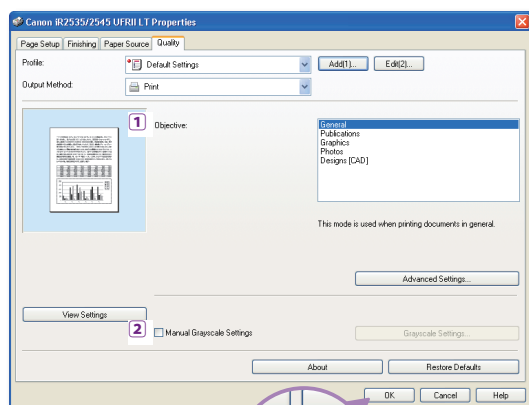 Canon iR2535/2545 UFRII LT Properties
Page Setup Finishing Paper Source Quality
Profile: Default Settings Add(1)... Edit(2)...
Output Method: Print
1 Objective: General
Publications
Graphics
Photos
Designs [CAD]
This mode is used when printing documents in general.
Advanced Settings...
View Settings
2 Manual Grayscale Settings Grayscale Settings...
About Restore Defaults
OK Cancel Help